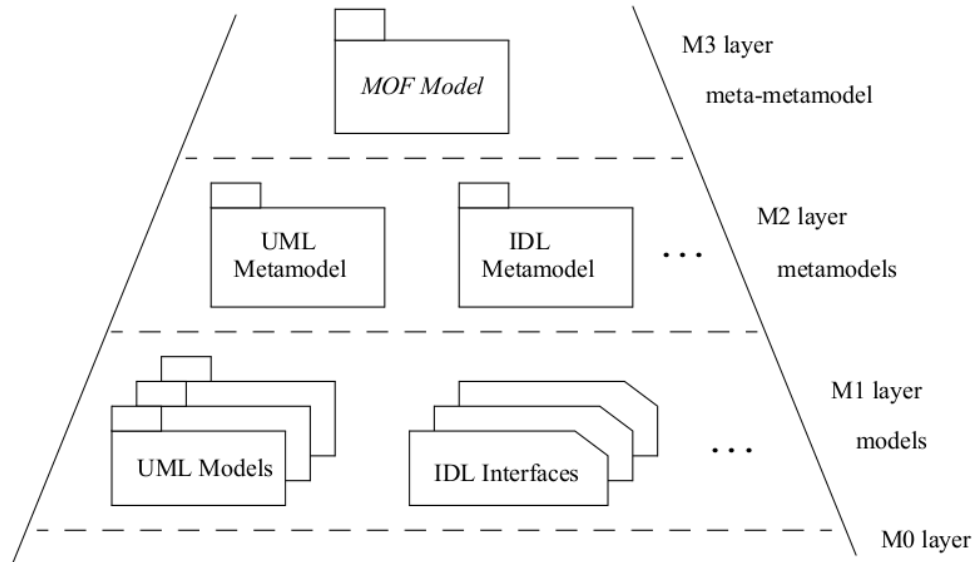 M3 layer
MOF Model
meta-metamodel
M2 layer
UML
Metamodel
IDL
Metamodel
...
metamodels
M1 layer
models
UML Models
IDL Interfaces
...
M0 layer